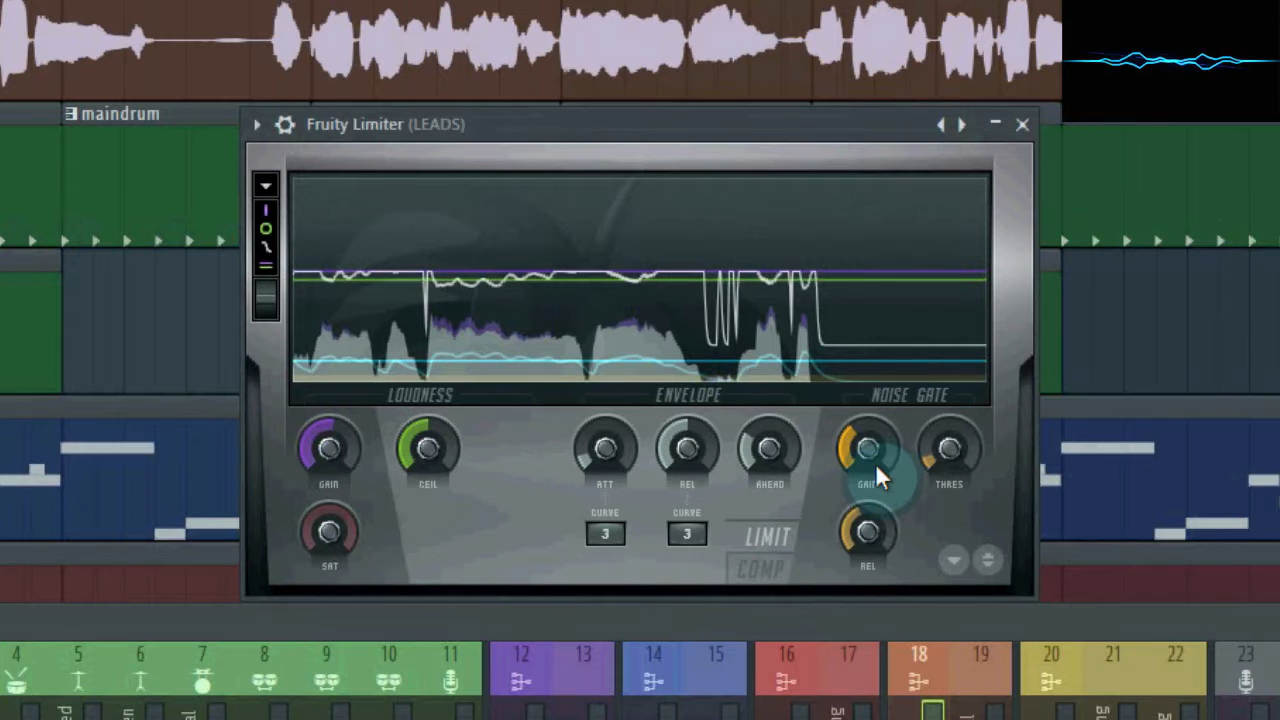 maindrum
Fruity Limiter (LEADS)
LOUDNESS
ENVELOPE
NOISE GATE
GAIN
CEIL
ATT
REL
AHEAD
GAIN
THRES
CURVE
CURVE
3
3
SAT
LIMIT
COMP
REL
4 5 6 7 8 9 10 11 12 13 14 15 16 17 18 19 20 21 22 23